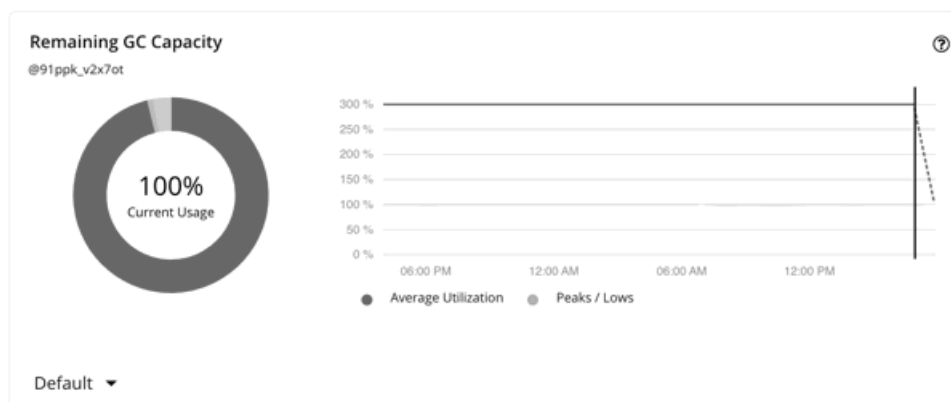 Remaining GC Capacity
@91ppk_v2x7ot
100%
Current Usage
300 %
250 %
200 %
150 %
100 %
50 %
0 %
06:00 PM 12:00 AM 06:00 AM 12:00 PM
Average Utilization Peaks / Lows
Default